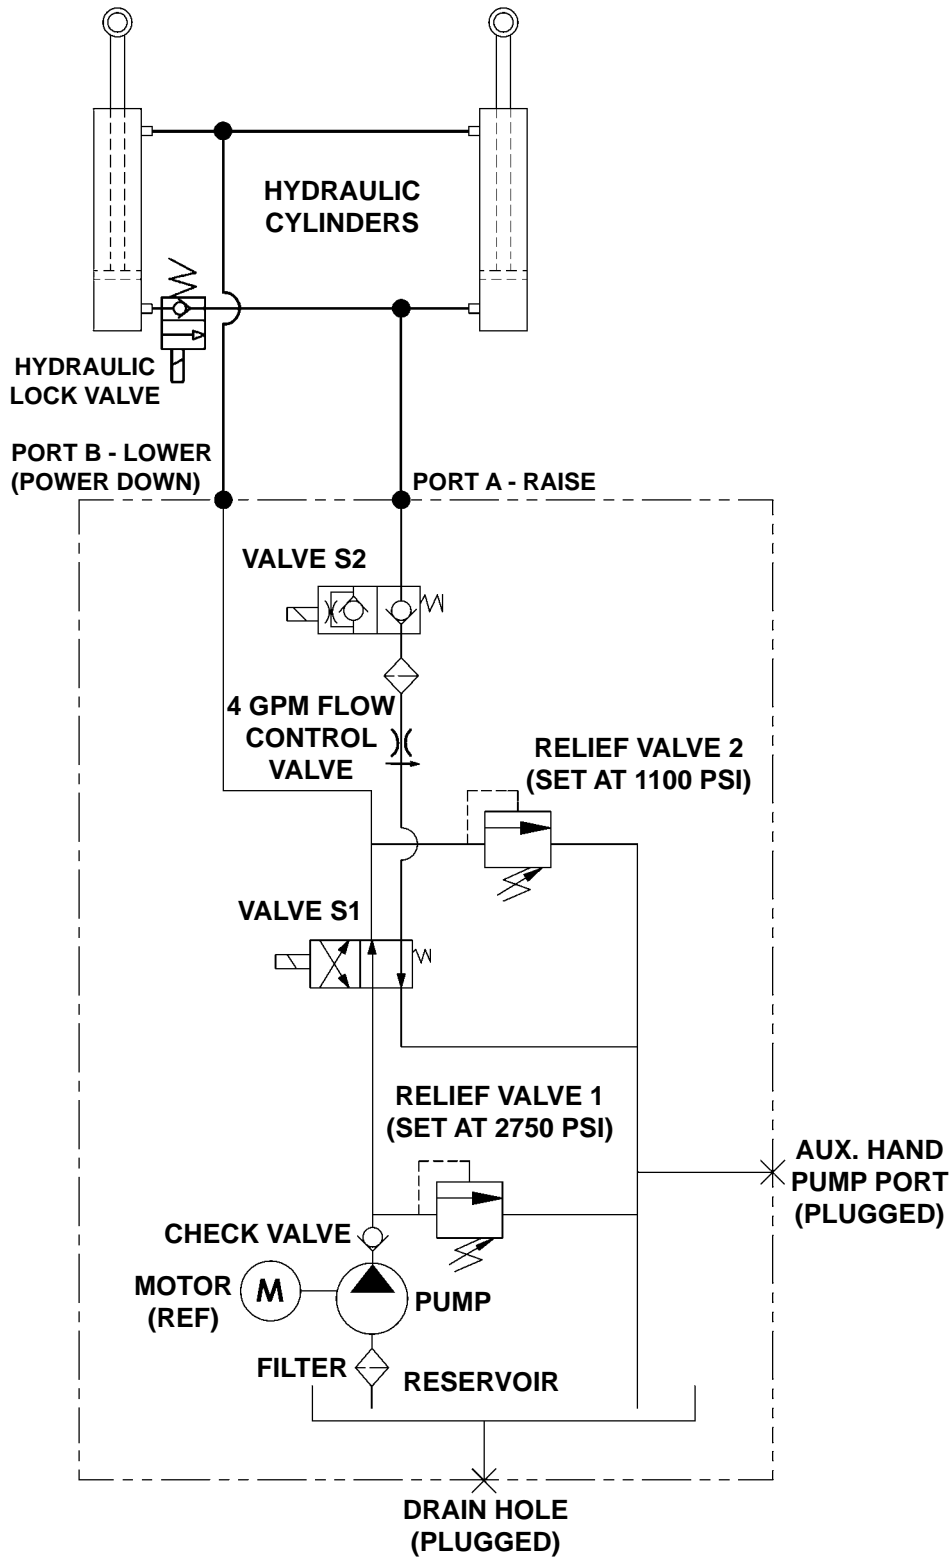 HYDRAULIC
CYLINDERS
HYDRAULIC
LOCK VALVE
PORT B - LOWER
(POWER DOWN)
PORT A - RAISE
VALVE S2
4 GPM FLOW
CONTROL
VALVE
RELIEF VALVE 2
(SET AT 1100 PSI)
VALVE S1
RELIEF VALVE 1
(SET AT 2750 PSI)
AUX. HAND
PUMP PORT
(PLUGGED)
CHECK VALVE
MOTOR
(REF)
M
PUMP
FILTER
RESERVOIR
DRAIN HOLE
(PLUGGED)